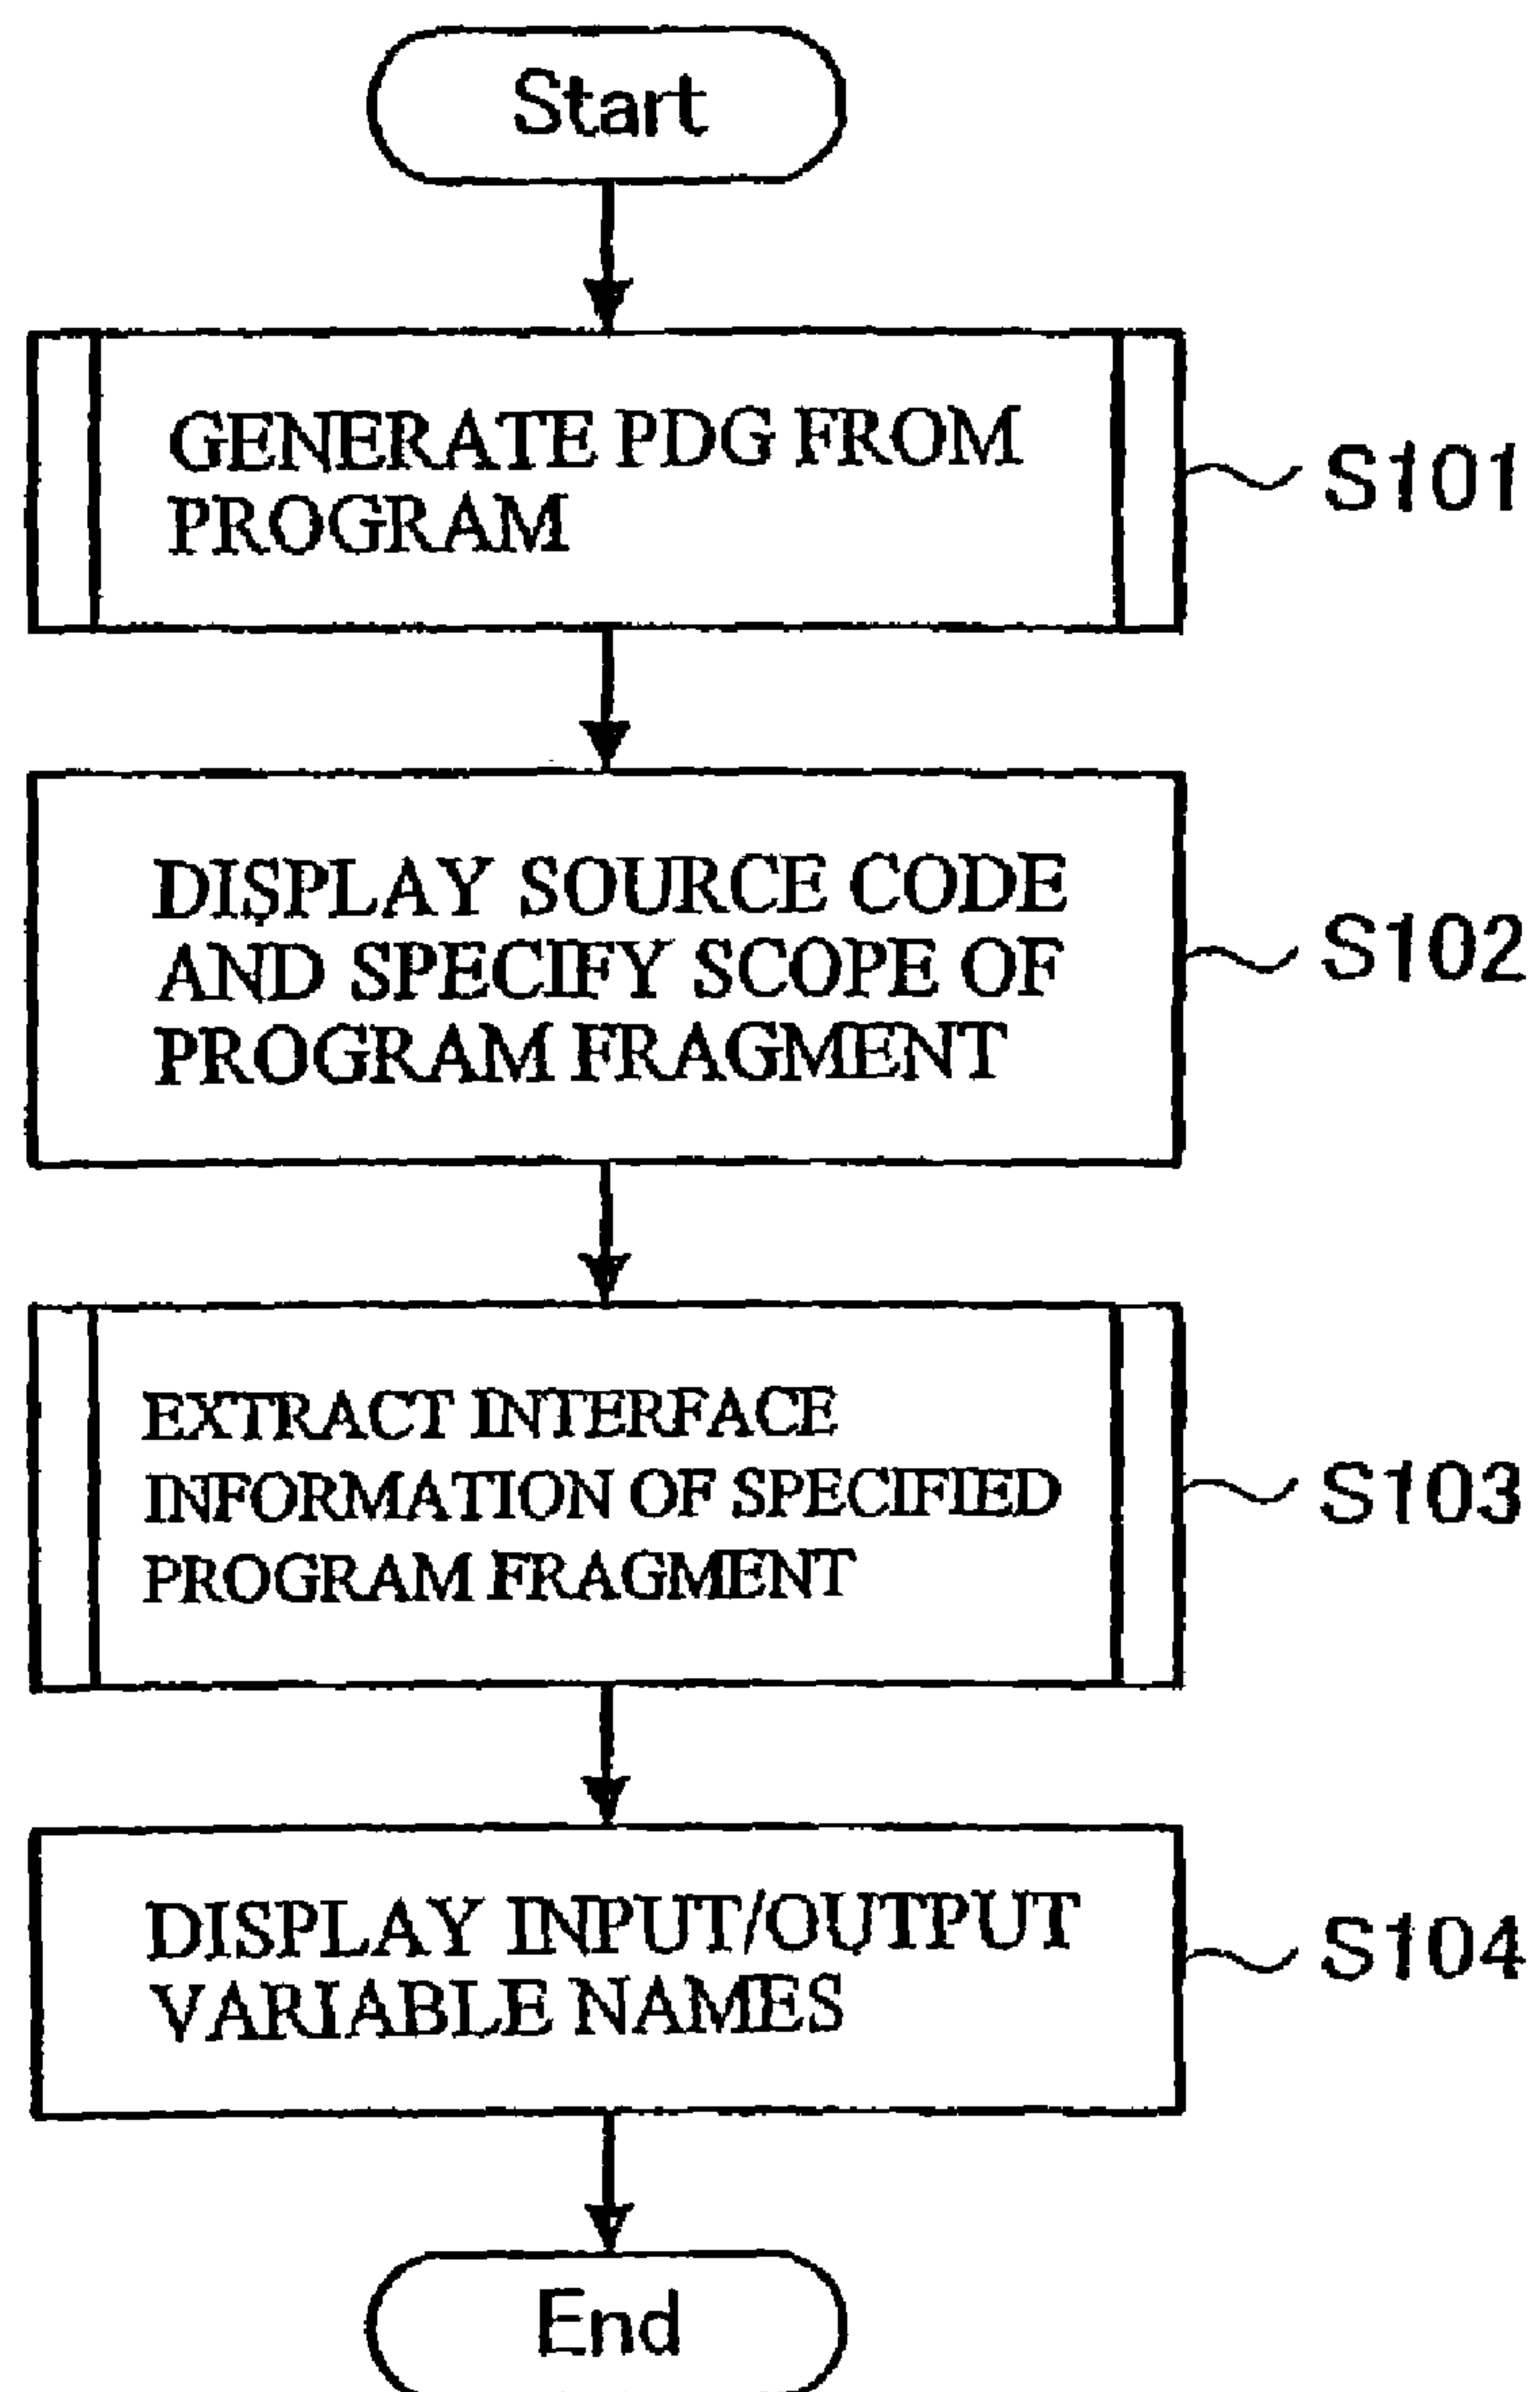 Start
GENERATE PDG FROM
PROGRAM
S101
DISPLAY SOURCE CODE
AND SPECIFY SCOPE OF
PROGRAM FRAGMENT
S102
EXTRACT INTERFACE
INFORMATION OF SPECIFIED
PROGRAM FRAGMENT
S103
DISPLAY INPUT/OUTPUT
VARIABLE NAMES
S104
End